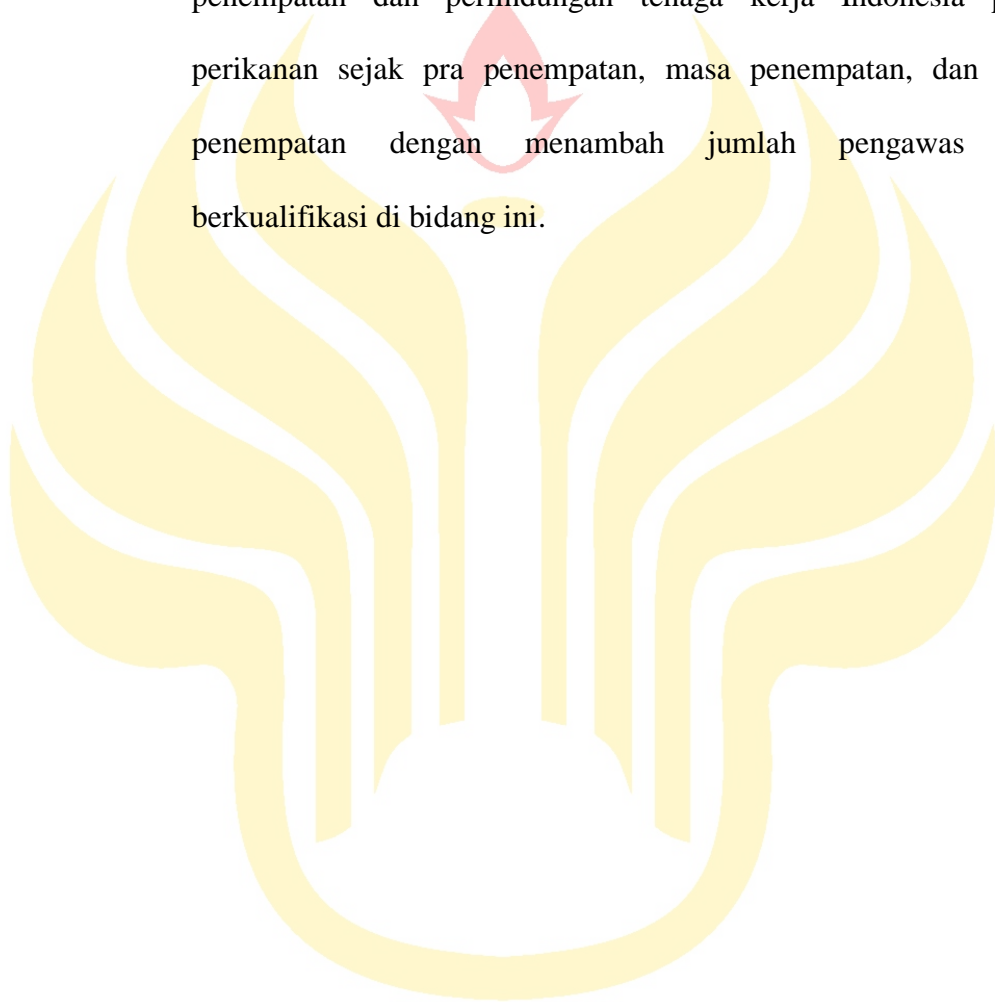 penempatan dan perlindungan tenaga kerja Indonesia
perikanan sejak pra penempatan, masa penempatan, dan
penempatan dengan menambah jumlah pengawas
berkualifikasi di bidang ini.